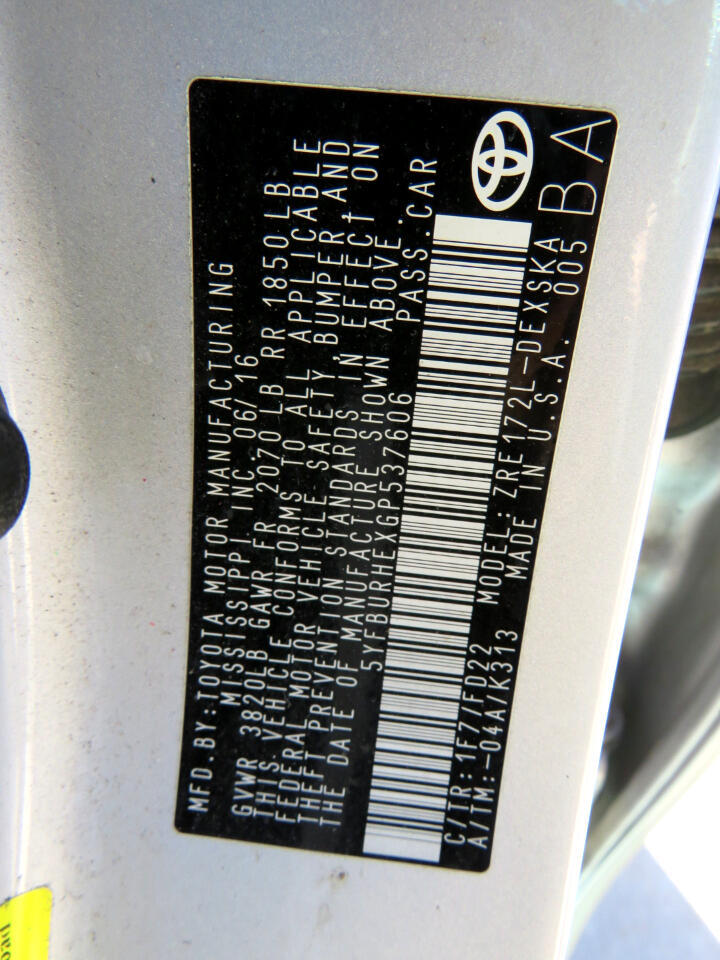 MFD.BY:TOYOTA MOTOR MANUFACTURING
MISSISSIPPI, INC 06/16
GVWR 3820LB GAWR FR 2070 LB RR 1850 LB
THIS VEHICLE CONFORMS TO ALL APPLICABLE
FEDERAL MOTOR VEHICLE SAFETY, BUMPER, AND
THEFT PREVENTION STANDARDS IN EFFECT ON
THE DATE OF MANUFACTURE SHOWN ABOVE.
5YFBURHEXGP537606 PASS.CAR
C/TR:1F7/FD22 MODEL:ZRE172L-DEXSKA
A/TM:-04A/K313 MADE IN U.S.A. 005 BA